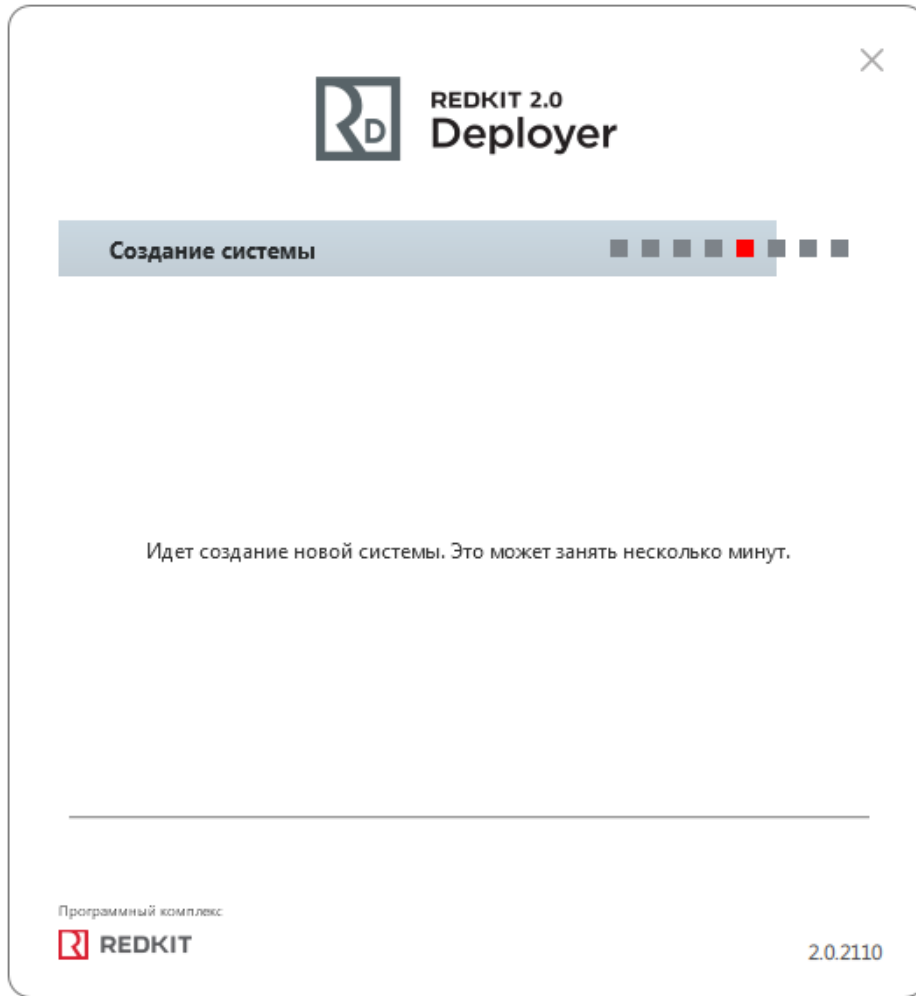 RD
REDKIT 2.0
Deployer
Создание системы
Идет создание новой системы. Это может занять несколько минут.
Программный комплекс
REDKIT
2.0.2110